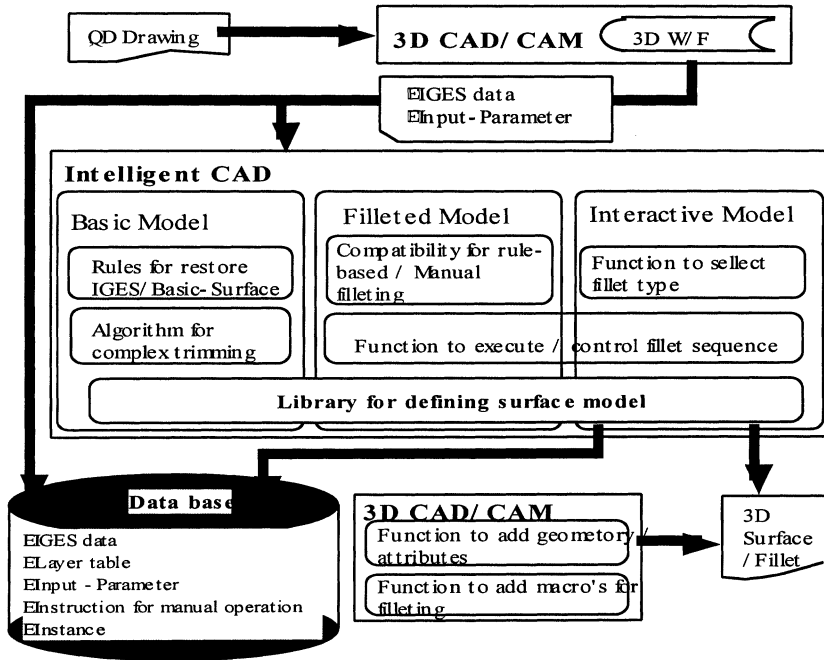 QD Drawing
3D CAD/ CAM
3D W/F
EIGES data
EInput - Parameter
Intelligent CAD
Basic Model
Rules for restore
IGES/ Basic- Surface
Algorithm for
complex trimming
Filleted Model
Compatibility for rule-
based / Manual
filleting
Interactive Model
Function to sellect
fillet type
Function to execute / control fillet sequence
Library for defining surface model
Data base
EIGES data
ELayer table
EInput - Parameter
EInstruction for manual operation
EInstance
3D CAD/ CAM
Function to add geometory /
attributes
Function to add macro's for
filleting
3D
Surface
/ Fillet